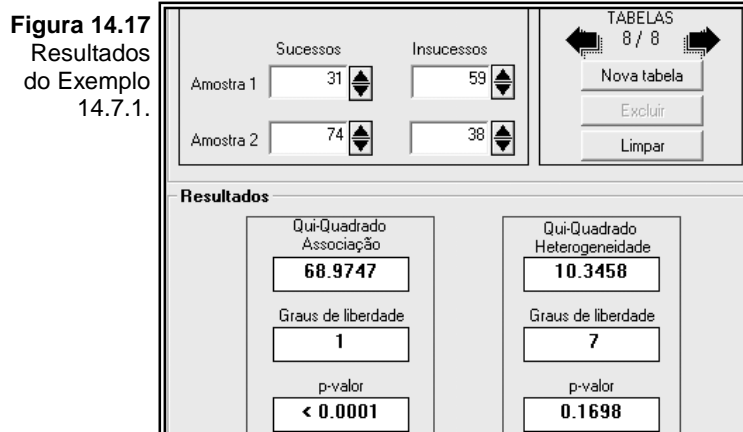 Figura 14.17
Resultados
do Exemplo
14.7.1.
Sucessos Insucessos
Amostra 1 31 59
Amostra 2 74 38
TABELAS
8 / 8
Nova tabela
Excluir
Limpar
Resultados
Qui-Quadrado
Associação
68.9747
Graus de liberdade
1
p-valor
< 0.0001
Qui-Quadrado
Heterogeneidade
10.3458
Graus de liberdade
7
p-valor
0.1698